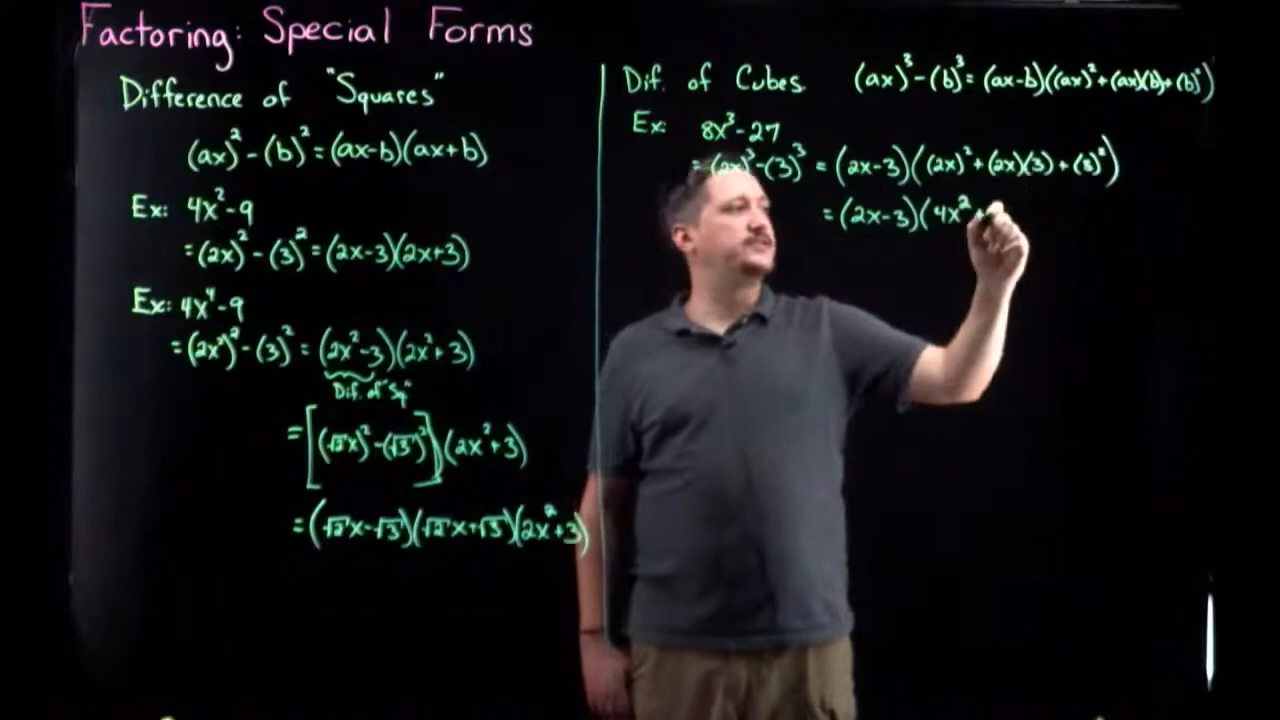 Factoring: Special Forms
Difference of "Squares"
(ax)² - (b)² = (ax-b)(ax+b)
Ex: 4x² - 9
= (2x)² - (3)² = (2x-3)(2x+3)
Ex: 4x⁴ - 9
= (2x²)² - (3)² = (2x²-3)(2x²+3)
Dif. of "Sq"
= [(√2x)² - (√3)²](2x²+3)
= (√2x-√3)(√2x+√3)(2x²+3)
Dif. of Cubes. (ax)³ - (b)³ = (ax-b)((ax)²+(ax)(b)+(b)²)
Ex: 8x³ - 27
= (2x)³ - (3)³ = (2x-3)((2x)²+(2x)(3)+(3)²)
= (2x-3)(4x² +